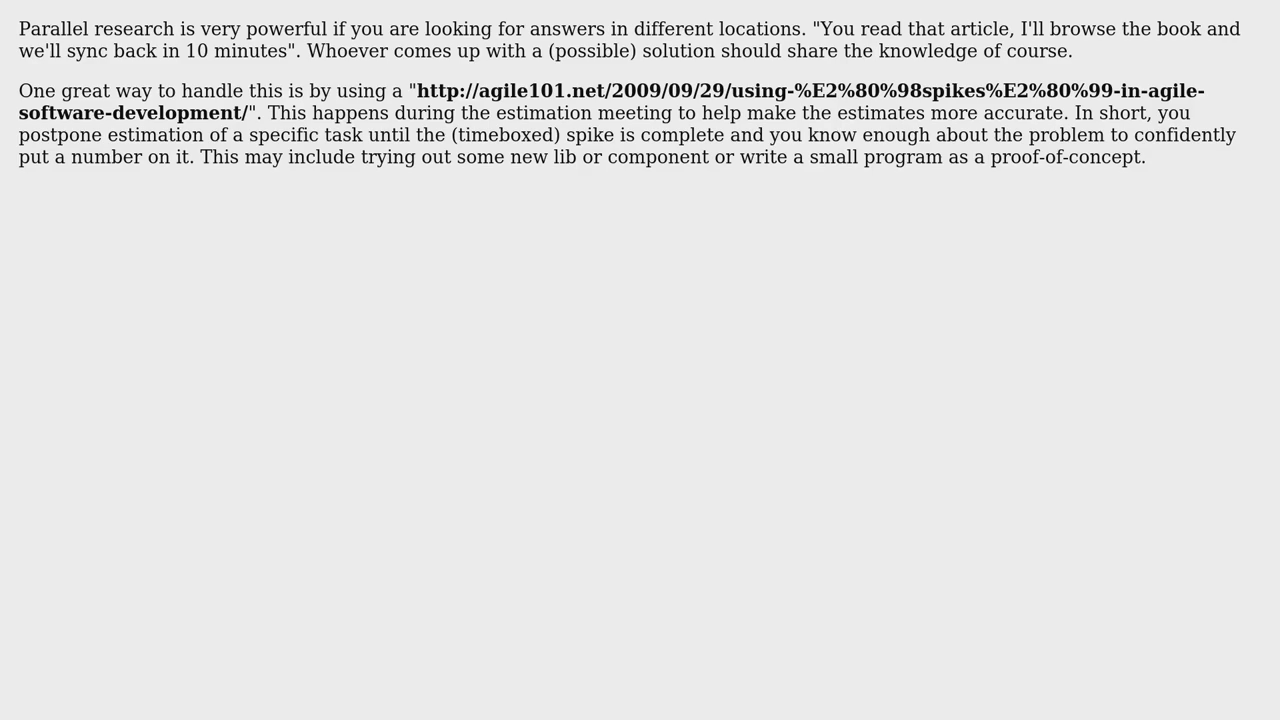 Parallel research is very powerful if you are looking for answers in different locations. "You read that article, I'll browse the book and
we'll sync back in 10 minutes". Whoever comes up with a (possible) solution should share the knowledge of course.
One great way to handle this is by using a "http://agile101.net/2009/09/29/using-%E2%80%98spikes%E2%80%99-in-agile-
software-development/". This happens during the estimation meeting to help make the estimates more accurate. In short, you
postpone estimation of a specific task until the (timeboxed) spike is complete and you know enough about the problem to confidently
put a number on it. This may include trying out some new lib or component or write a small program as a proof-of-concept.